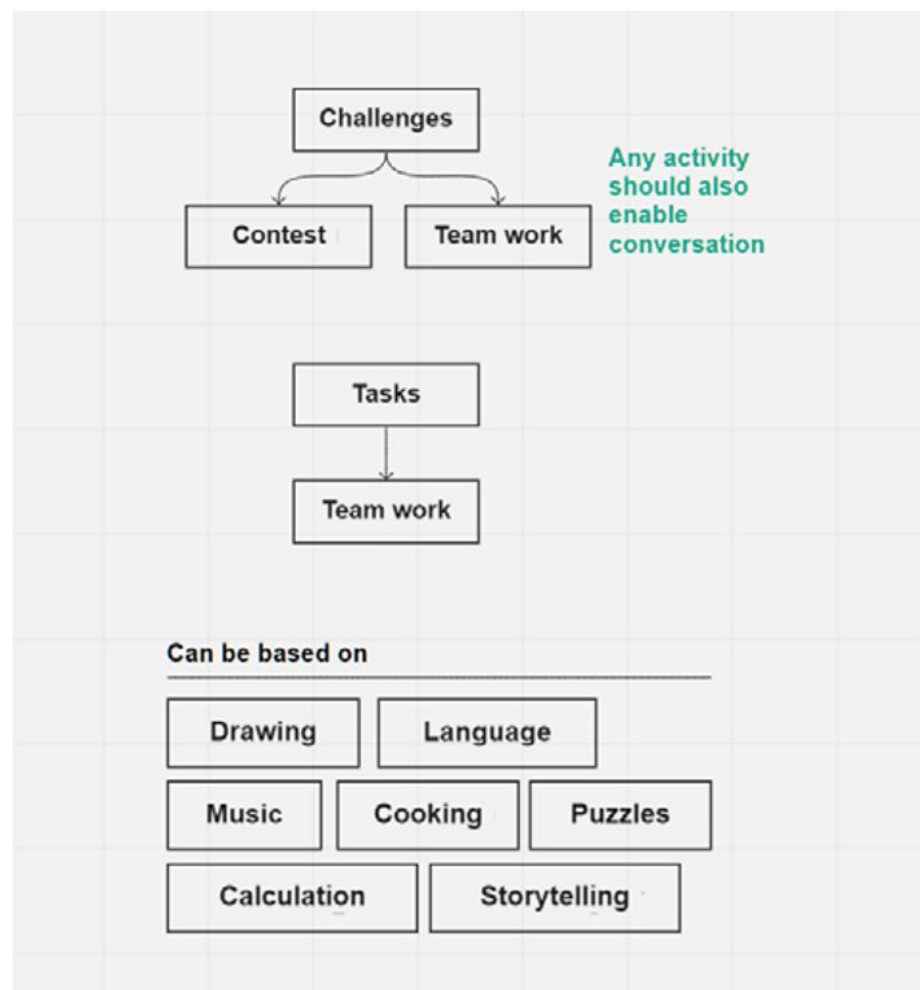 Challenges
Contest
Team work
Any activity
should also
enable
conversation
Tasks
Team work
Can be based on
Drawing
Language
Music
Cooking
Puzzles
Calculation
Storytelling